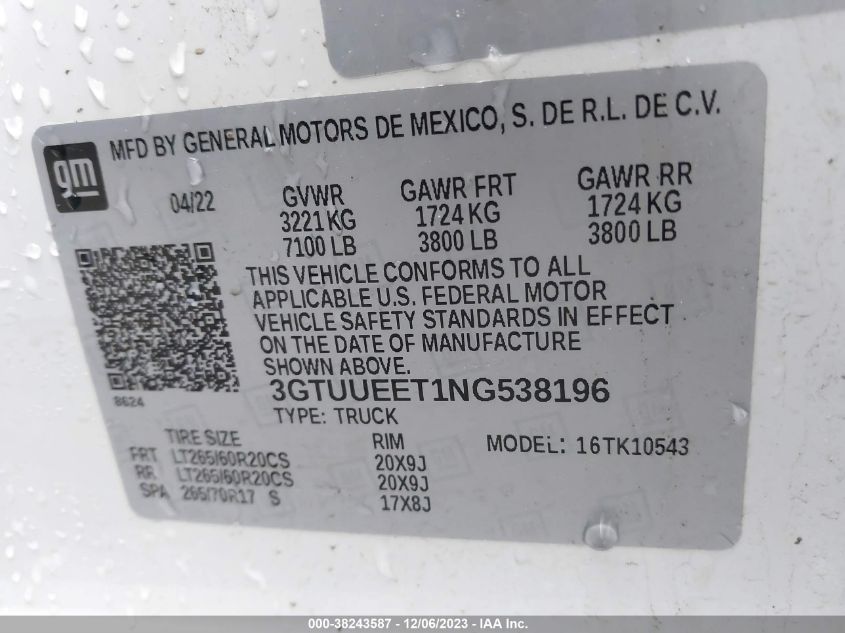 gm
MFD BY GENERAL MOTORS DE MEXICO, S. DE R.L. DE C.V.
04/22 GVWR GAWR FRT GAWR RR
3221 KG 1724 KG 1724 KG
7100 LB 3800 LB 3800 LB
THIS VEHICLE CONFORMS TO ALL
APPLICABLE U.S. FEDERAL MOTOR
VEHICLE SAFETY STANDARDS IN EFFECT
ON THE DATE OF MANUFACTURE
SHOWN ABOVE.
8624
3GTUUEET1NG538196
TYPE: TRUCK
TIRE SIZE RIM MODEL: 16TK10543
FRT LT265/60R20CS 20X9J
RR LT265/60R20CS 20X9J
SPA 265/70R17 S 17X8J
000-38243587 - 12/06/2023 - IAA Inc.